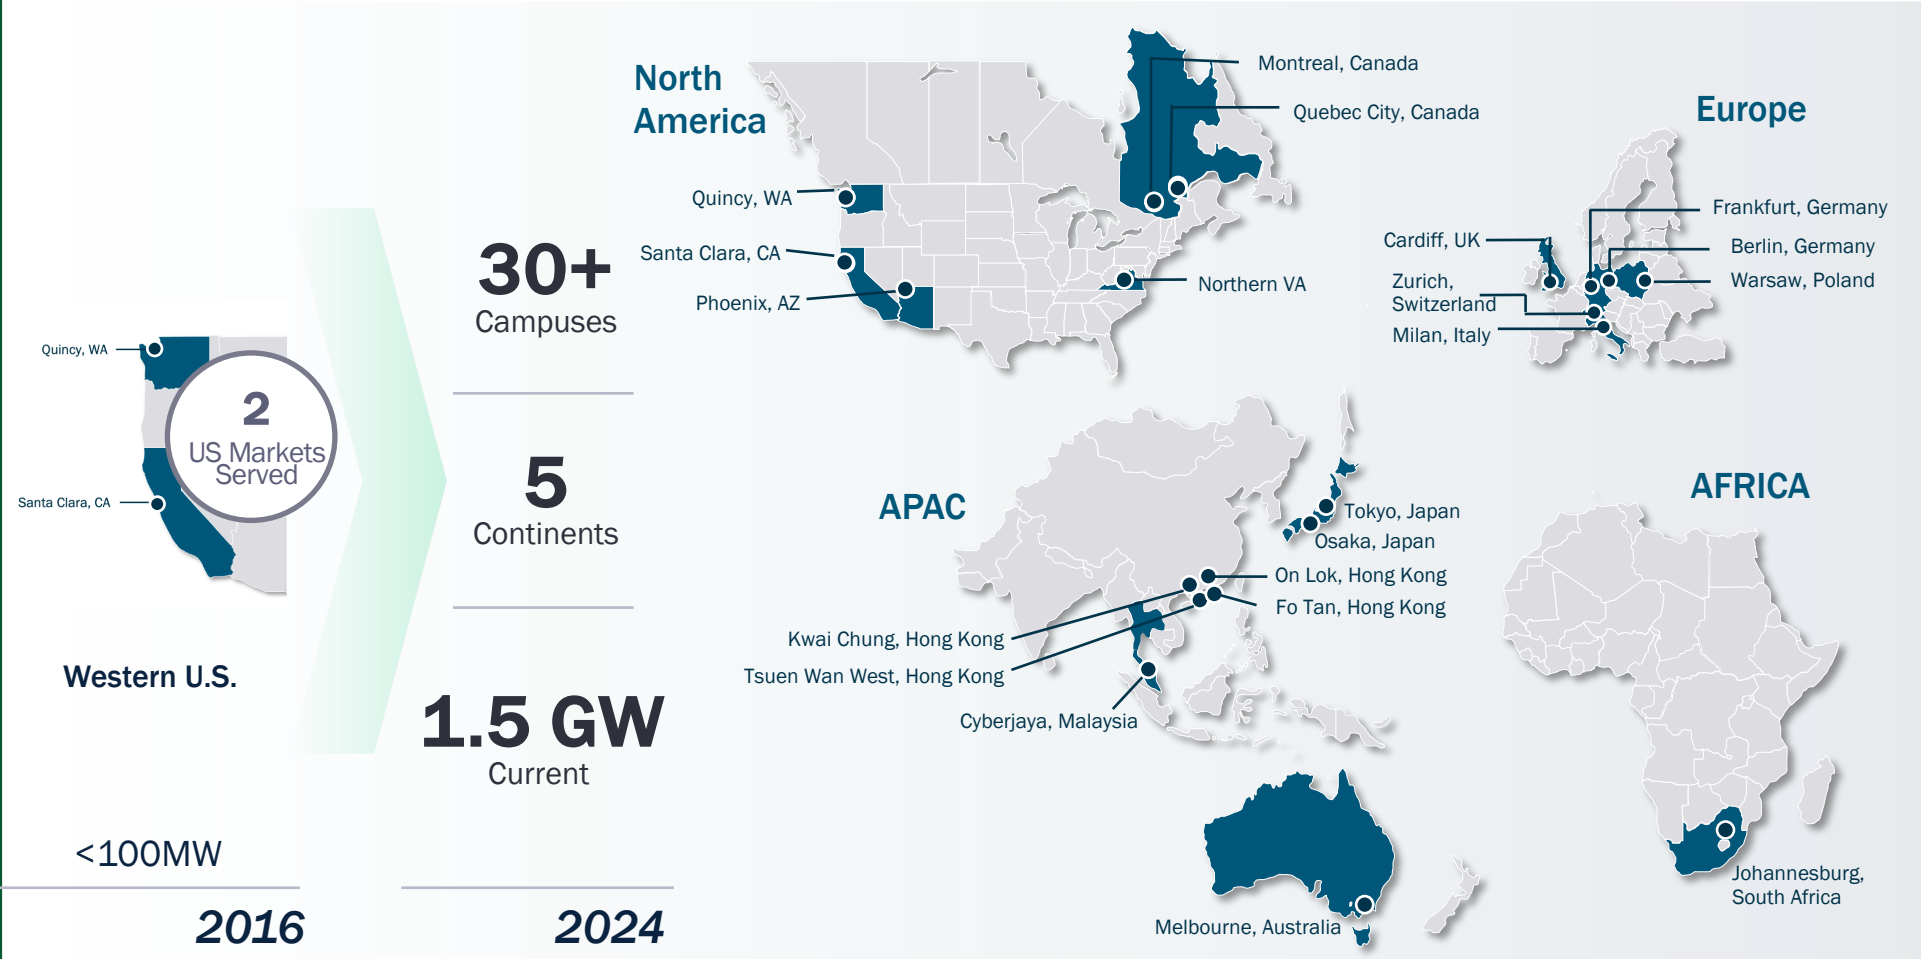 Quincy, WA
2
US Markets
Served
Santa Clara, CA
Western U.S.
<100MW
2016
30+
Campuses
5
Continents
1.5 GW
Current
2024
North
America
Montreal, Canada
Quebec City, Canada
Quincy, WA
Santa Clara, CA
Phoenix, AZ
Northern VA
Europe
Frankfurt, Germany
Cardiff, UK
Berlin, Germany
Zurich,
Switzerland
Warsaw, Poland
Milan, Italy
APAC
Tokyo, Japan
Osaka, Japan
On Lok, Hong Kong
Fo Tan, Hong Kong
Kwai Chung, Hong Kong
Tsuen Wan West, Hong Kong
Cyberjaya, Malaysia
Melbourne, Australia
AFRICA
Johannesburg,
South Africa